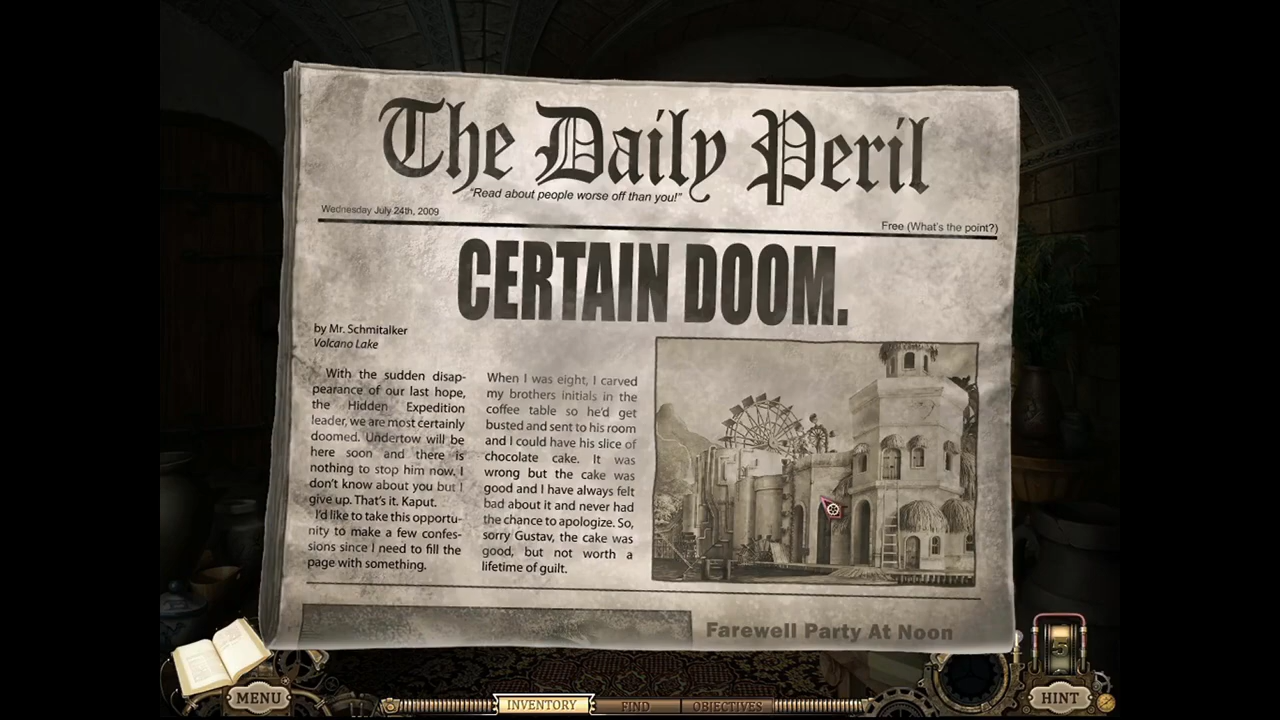 The Daily Peril
"Read about people worse off than you!"
Wednesday July 24th, 2009
Free (What's the point?)
CERTAIN DOOM.
by Mr. Schmitalker
Volcano Lake
With the sudden disap-
pearance of our last hope,
the Hidden Expedition
leader, we are most certainly
doomed. Undertow will be
here soon and there is
nothing to stop him now. I
don't know about you but I
give up. That's it. Kaput.
I'd like to take this opportu-
nity to make a few confes-
sions since I need to fill the
page with something.
When I was eight, I carved
my brothers initials in the
coffee table so he'd get
busted and sent to his room
and I could have his slice of
chocolate cake. It was
wrong but the cake was
good and I have always felt
bad about it and never had
the chance to apologize. So,
sorry Gustav, the cake was
good, but not worth a
lifetime of guilt.
Farewell Party At Noon
5
MENU
INVENTORY
FIND
OBJECTIVES
HINT